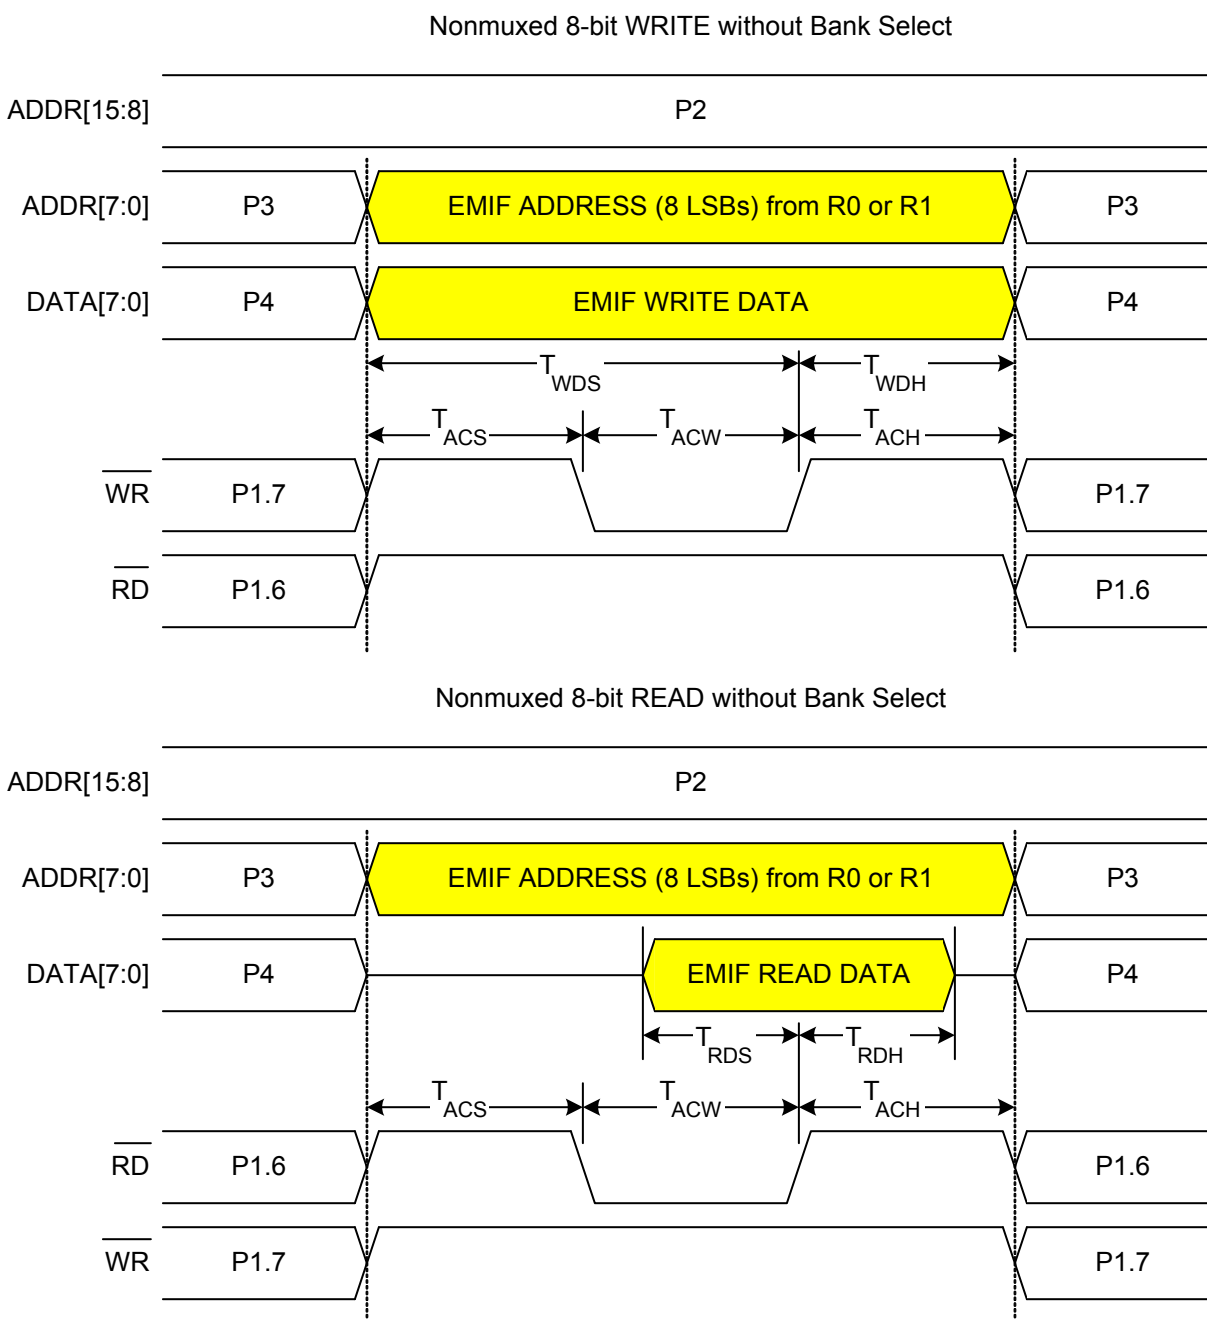 Nonmuxed 8-bit WRITE without Bank Select
ADDR[15:8] P2
ADDR[7:0] P3 EMIF ADDRESS (8 LSBs) from R0 or R1 P3
DATA[7:0] P4 EMIF WRITE DATA P4
TWDS TWDH
TACS TACW TACH
WR P1.7 P1.7
RD P1.6 P1.6
Nonmuxed 8-bit READ without Bank Select
ADDR[15:8] P2
ADDR[7:0] P3 EMIF ADDRESS (8 LSBs) from R0 or R1 P3
DATA[7:0] P4 EMIF READ DATA P4
TRDS TRDH
TACS TACW TACH
RD P1.6 P1.6
WR P1.7 P1.7